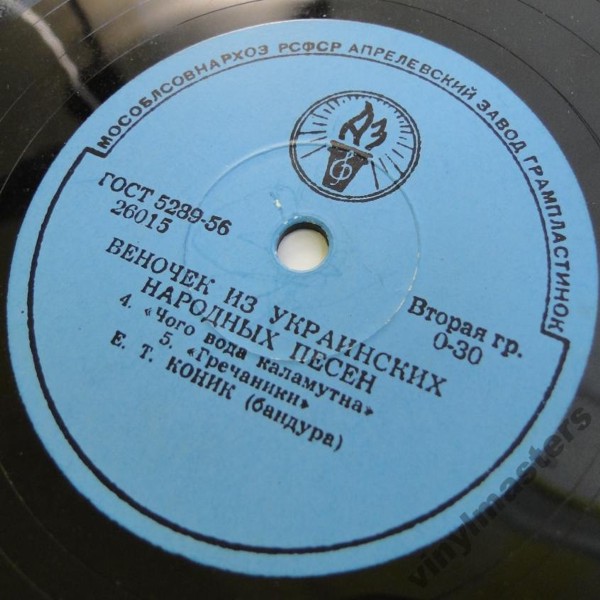 МОСОБЛСОВНАРХОЗ РСФСР АПРЕЛЕВСКИЙ ЗАВОД ГРАМПЛАСТИНОК
АЗ
ГОСТ 5289-56
26015
Вторая гр.
0-30
ВЕНОЧЕК ИЗ УКРАИНСКИХ
НАРОДНЫХ ПЕСЕН
4. «Чого вода каламутна»
5. «Гречаники»
Е. Т. КОНИК (бандура)
vinylmasters